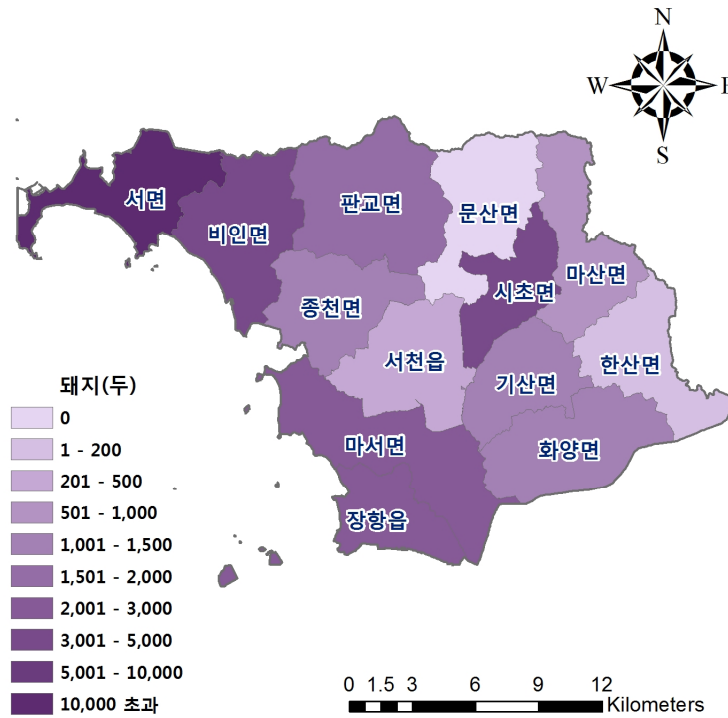 N
W
E
S
서면
비인면
판교면
문산면
마산면
시초면
종천면
서천읍
한산면
기산면
마서면
화양면
장항읍
돼지(두)
0
1 - 200
201 - 500
501 - 1,000
1,001 - 1,500
1,501 - 2,000
2,001 - 3,000
3,001 - 5,000
5,001 - 10,000
10,000 초과
0 1.5 3 6 9 12
Kilometers